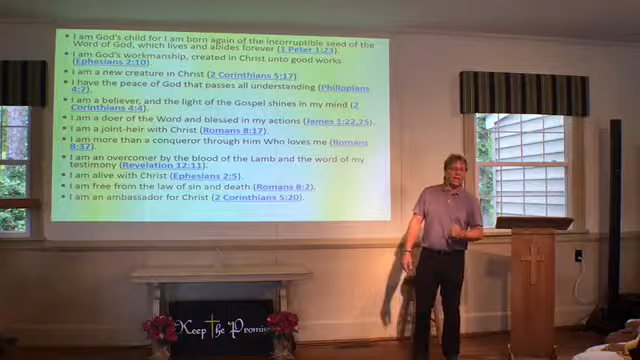 • I am God's child for I am born again of the incorruptible seed of the
Word of God, which lives and abides forever (1 Peter 1:23).
• I am God's workmanship, created in Christ unto good works
(Ephesians 2:10)
• I am a new creature in Christ (2 Corinthians 5:17)
• I have the peace of God that passes all understanding (Philippians
4:7).
• I am a believer, and the light of the Gospel shines in my mind (2
Corinthians 4:4).
• I am a doer of the Word and blessed in my actions (James 1:22,25).
• I am a joint-heir with Christ (Romans 8:17).
• I am more than a conqueror through Him Who loves me (Romans
8:37).
• I am an overcomer by the blood of the Lamb and the word of my
testimony (Revelation 12:11).
• I am alive with Christ (Ephesians 2:5).
• I am free from the law of sin and death (Romans 8:2).
• I am an ambassador for Christ (2 Corinthians 5:20).
Keep The Promise